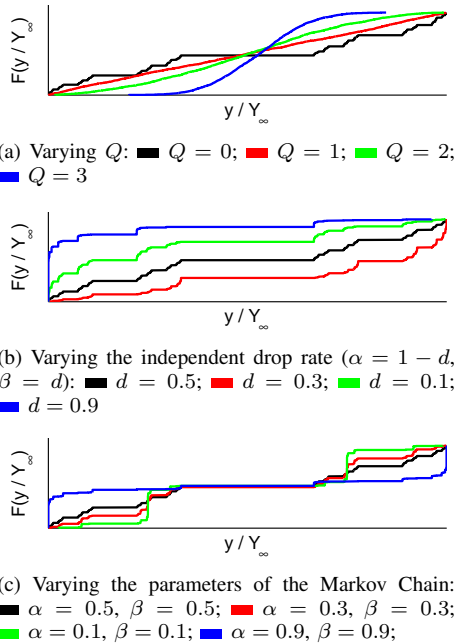 F(y / Y∞)
y / Y∞
(a) Varying Q: Q = 0; Q = 1; Q = 2;
Q = 3
F(y / Y∞)
y / Y∞
(b) Varying the independent drop rate (α = 1 − d,
β = d): d = 0.5; d = 0.3; d = 0.1;
d = 0.9
F(y / Y∞)
y / Y∞
(c) Varying the parameters of the Markov Chain:
α = 0.5, β = 0.5; α = 0.3, β = 0.3;
α = 0.1, β = 0.1; α = 0.9, β = 0.9;